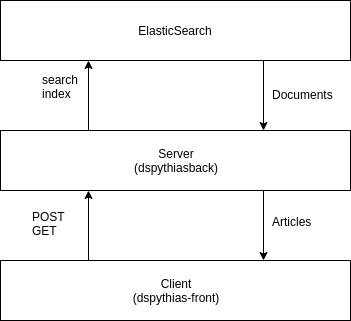 ElasticSearch
search
index
Documents
Server
(dspythiasback)
POST
GET
Articles
Client
(dspythias-front)